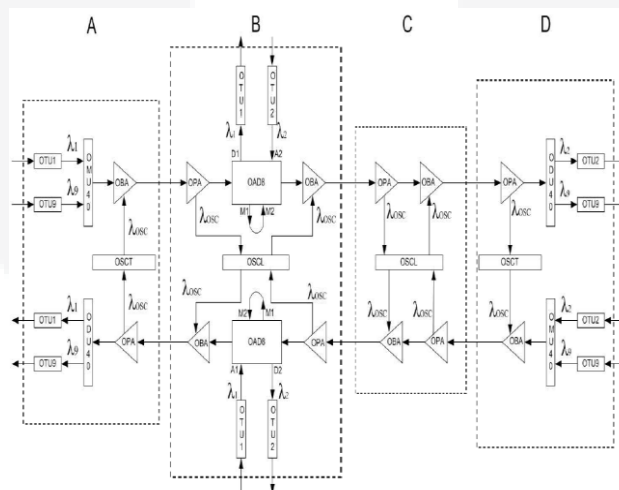 A
B
C
D
OTU1
OTU2
λ1
λ2
D1
A2
OTU1
λ1
OMU40
OBA
OPA
OAD8
OBA
OPA
OBA
OPA
ODU40
λ2
OTU2
OTU9
λ9
M1
M2
λ9
OTU9
λOSC
λOSC
λOSC
λOSC
λOSC
λOSC
OSCT
OSCL
OSCL
OSCT
OTU1
λ1
ODU40
λOSC
λOSC
λOSC
λOSC
λOSC
λOSC
OMU40
λ2
OTU2
OTU9
λ9
OPA
OBA
M2
M1
OAD8
OPA
OBA
OPA
OBA
λ9
OTU9
A1
D2
λ1
λ2
OTU1
OTU2